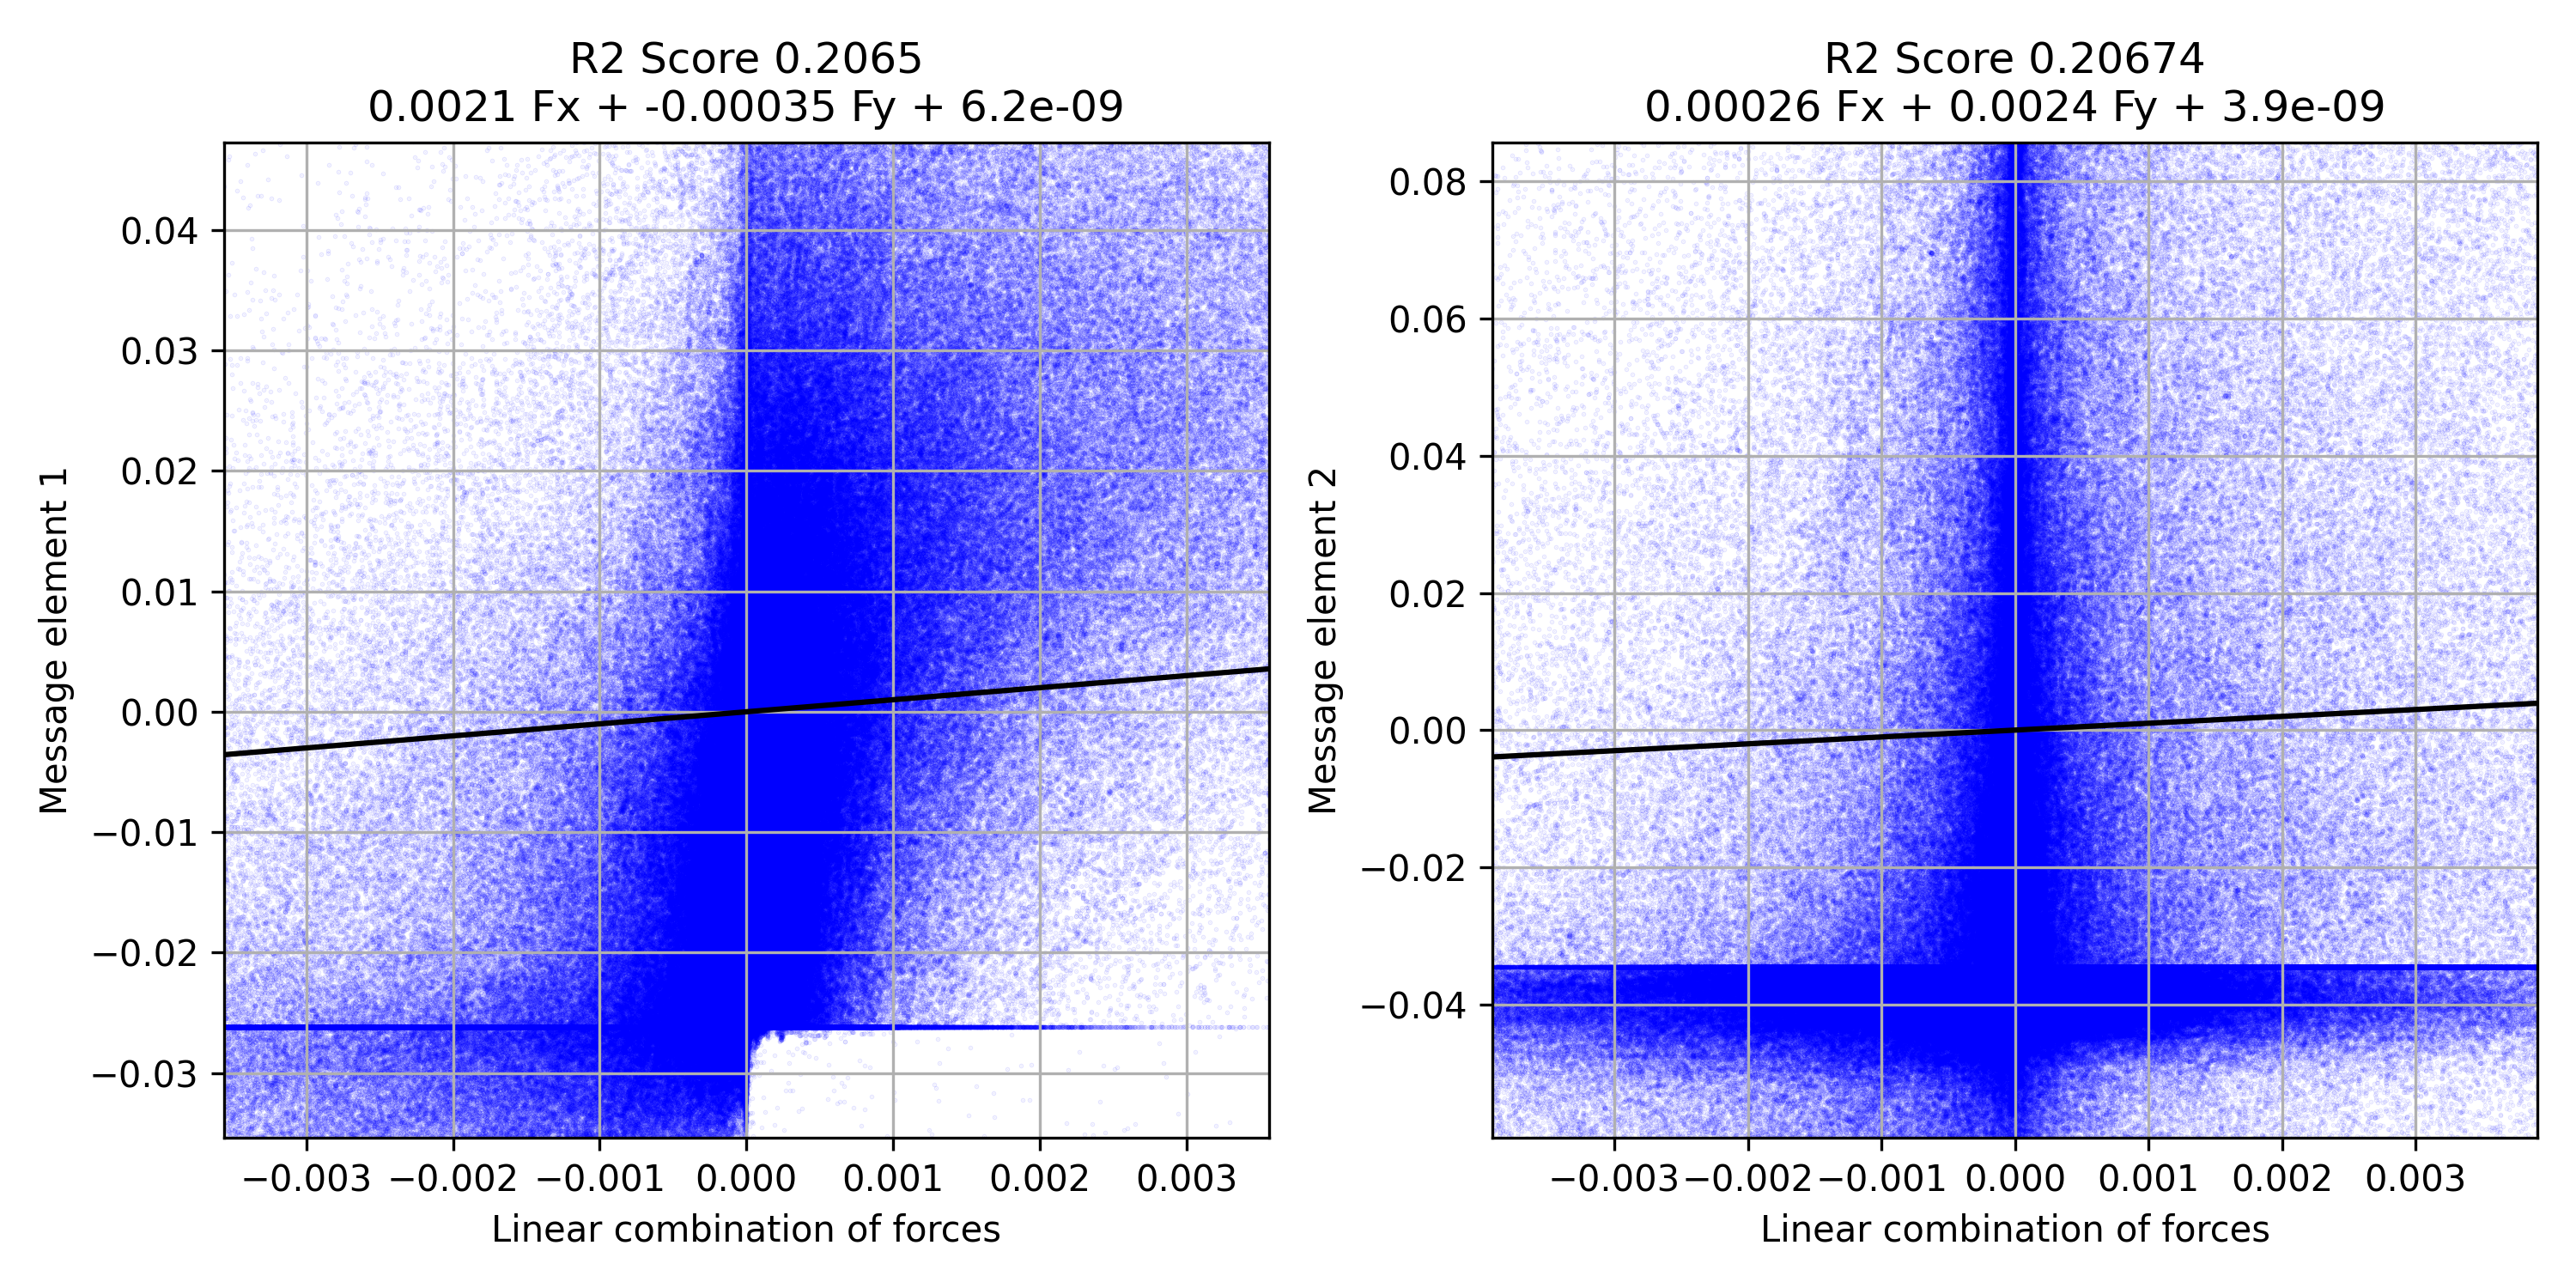 R2 Score 0.2065
0.0021 Fx + -0.00035 Fy + 6.2e-09
Message element 1
0.04
0.03
0.02
0.01
0.00
−0.01
−0.02
−0.03
−0.003 −0.002 −0.001 0.000 0.001 0.002 0.003
Linear combination of forces
R2 Score 0.20674
0.00026 Fx + 0.0024 Fy + 3.9e-09
Message element 2
0.08
0.06
0.04
0.02
0.00
−0.02
−0.04
−0.003 −0.002 −0.001 0.000 0.001 0.002 0.003
Linear combination of forces